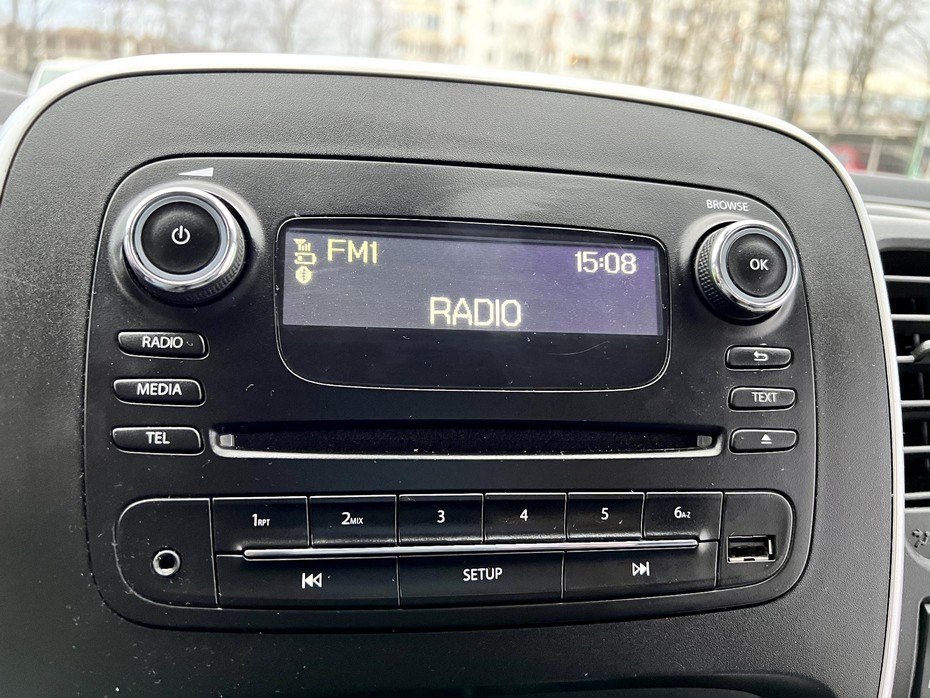 BROWSE
FM1
15:08
OK
RADIO
RADIO
MEDIA
TEXT
TEL
1RPT 2MIX 3 4 5 6A-Z
SETUP